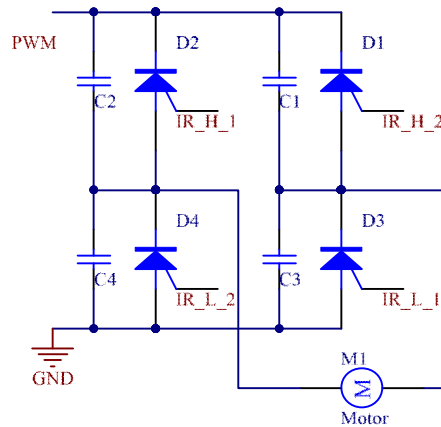 PWM
D2
D1
C2
IR_H_1
C1
IR_H_2
D4
D3
C4
IR_L_2
C3
IR_L_1
GND
M1
M
Motor